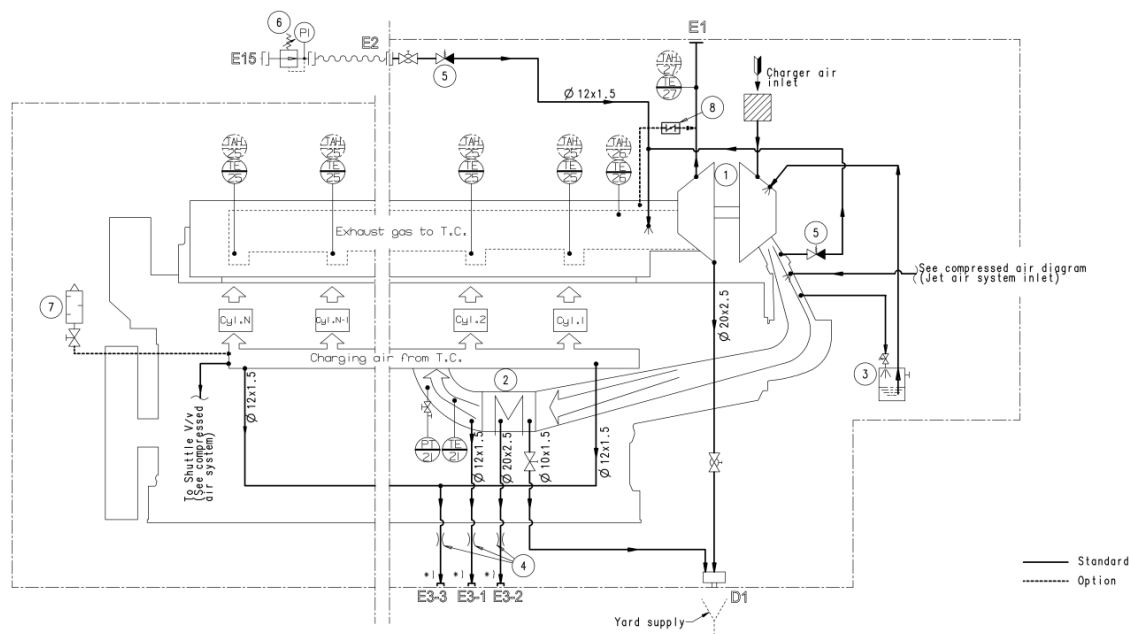 6
PI
E15
E2
5
E1
TAH
27
TE
27
Charger air
inlet
Ø 12x1.5
8
TAH
25
TE
25
TAH
25
TE
25
TAH
25
TE
25
TAH
25
TE
25
TAH
26
TE
26
1
Exhaust gas to T.C.
5
See compressed air diagram
(Jet air system inlet)
7
Cyl.N
Cyl.N-1
Cyl.2
Cyl.1
Ø 20x2.5
Charging air from T.C.
2
3
Ø 12x1.5
To Shuttle V/v
(See compressed
air system)
PT
21
TE
21
Ø 12x1.5
Ø 20x2.5
Ø 10x1.5
Ø 12x1.5
4
*)
*)
*)
E3-3
E3-1
E3-2
D1
Yard supply
Standard
Option